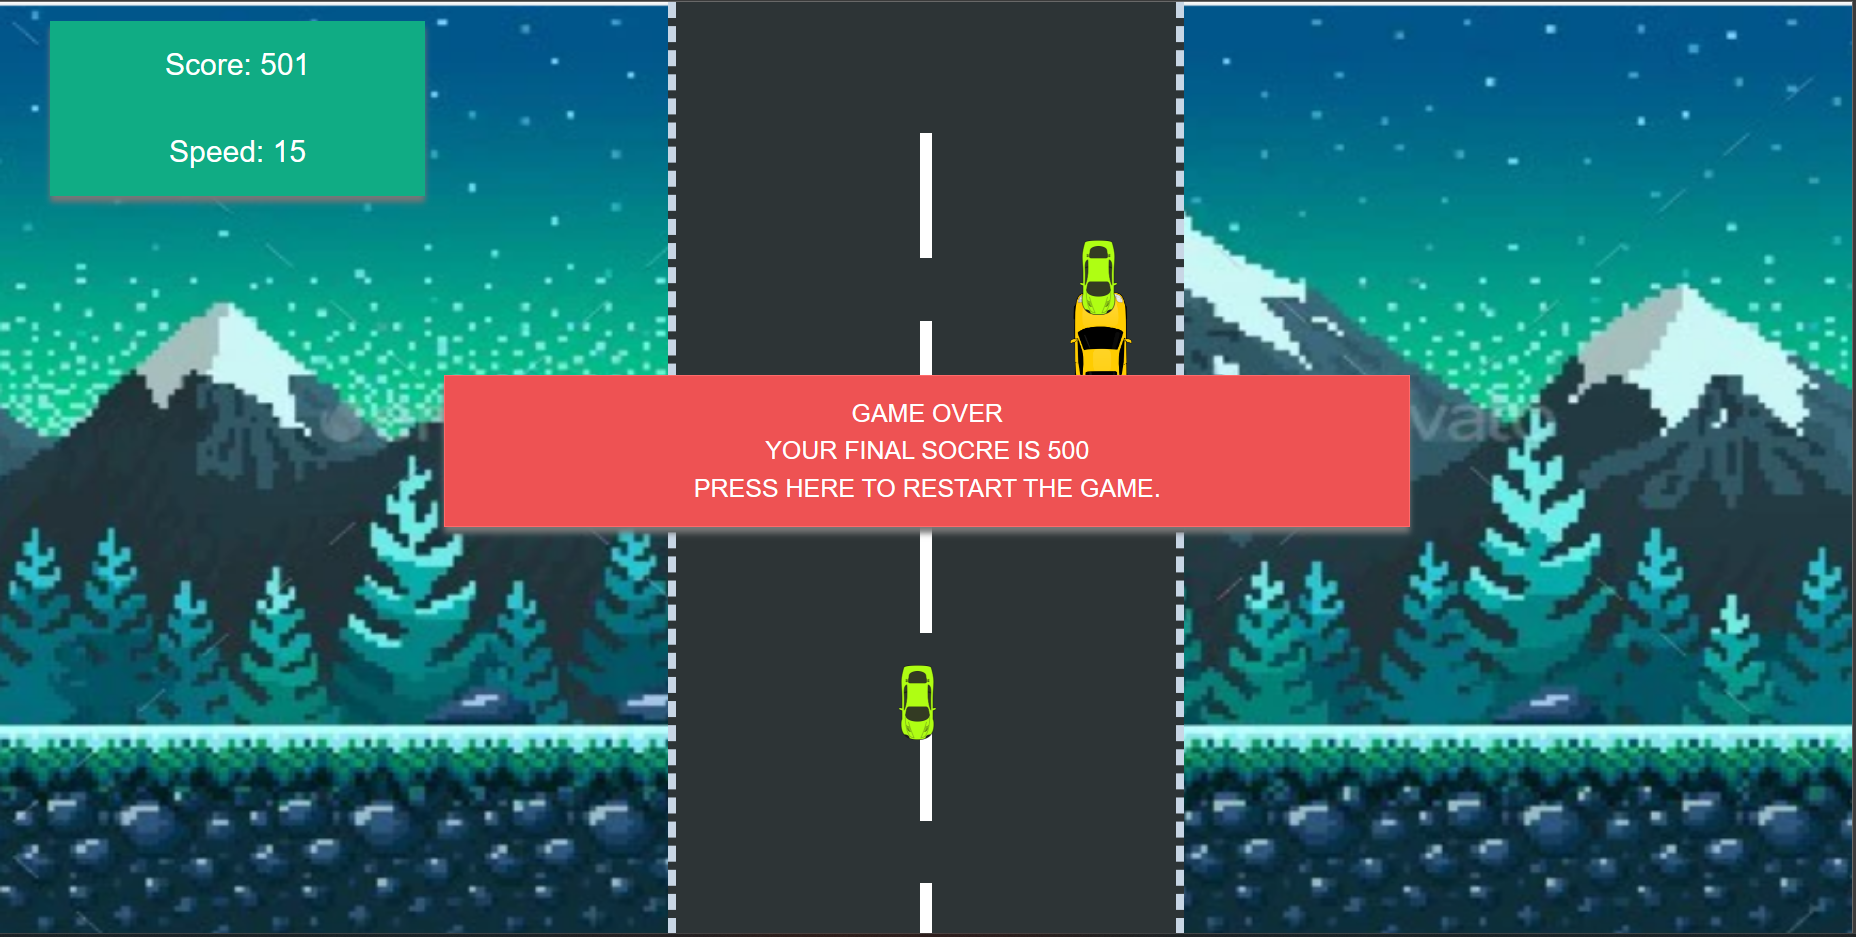 Score: 501
Speed: 15
GAME OVER
YOUR FINAL SOCRE IS 500
PRESS HERE TO RESTART THE GAME.